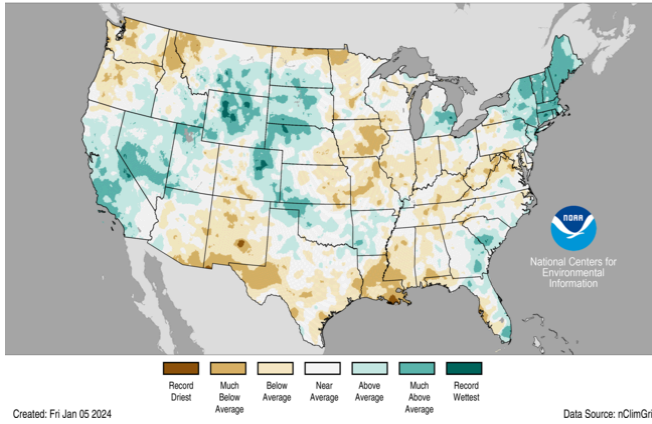 NOAA
National Centers for
Environmental
Information
Record
Driest
Much
Below
Average
Below
Average
Near
Average
Above
Average
Much
Above
Average
Record
Wettest
Created: Fri Jan 05 2024
Data Source: nClimGri